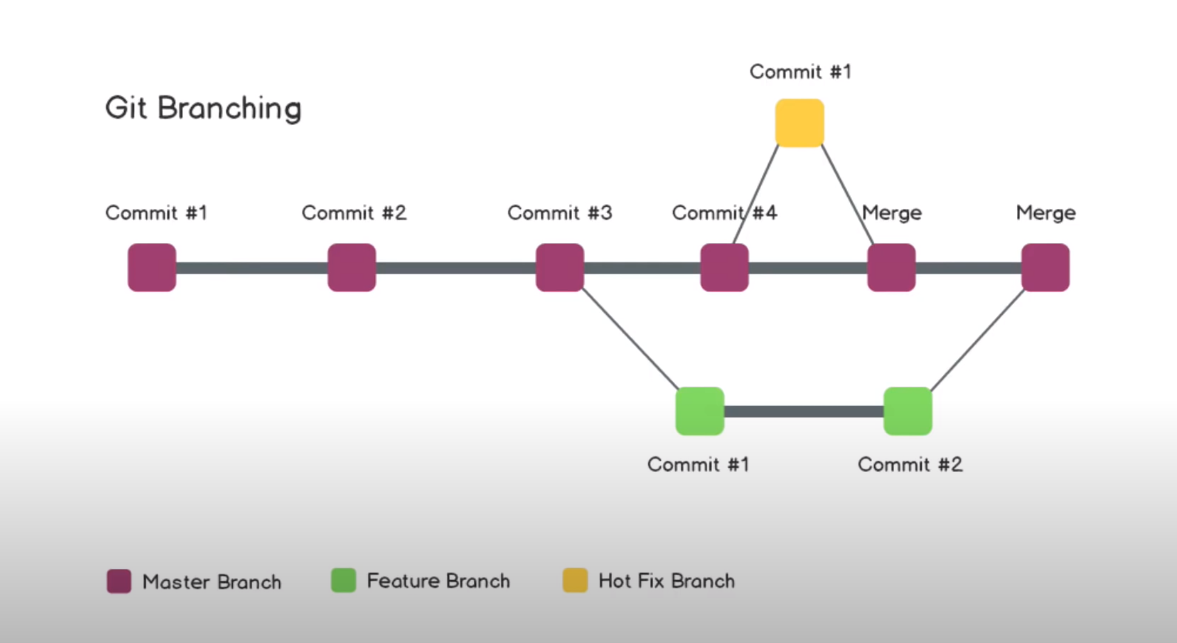 Commit #1
Git Branching
Commit #1
Commit #2
Commit #3
Commit #4
Merge
Merge
Commit #1
Commit #2
Master Branch
Feature Branch
Hot Fix Branch